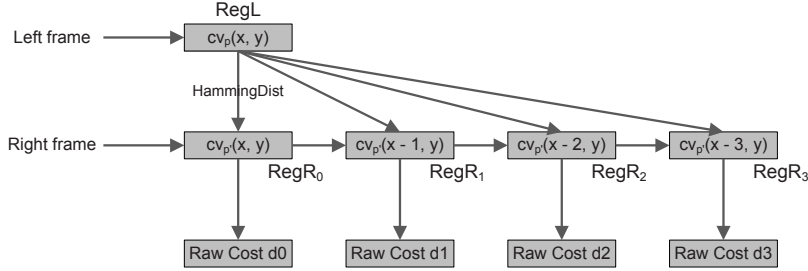 RegL
Left frame
cvₚ(x, y)
HammingDist
Right frame
cvₚ'(x, y)
cvₚ'(x - 1, y)
cvₚ'(x - 2, y)
cvₚ'(x - 3, y)
RegR₀
RegR₁
RegR₂
RegR₃
Raw Cost d0
Raw Cost d1
Raw Cost d2
Raw Cost d3